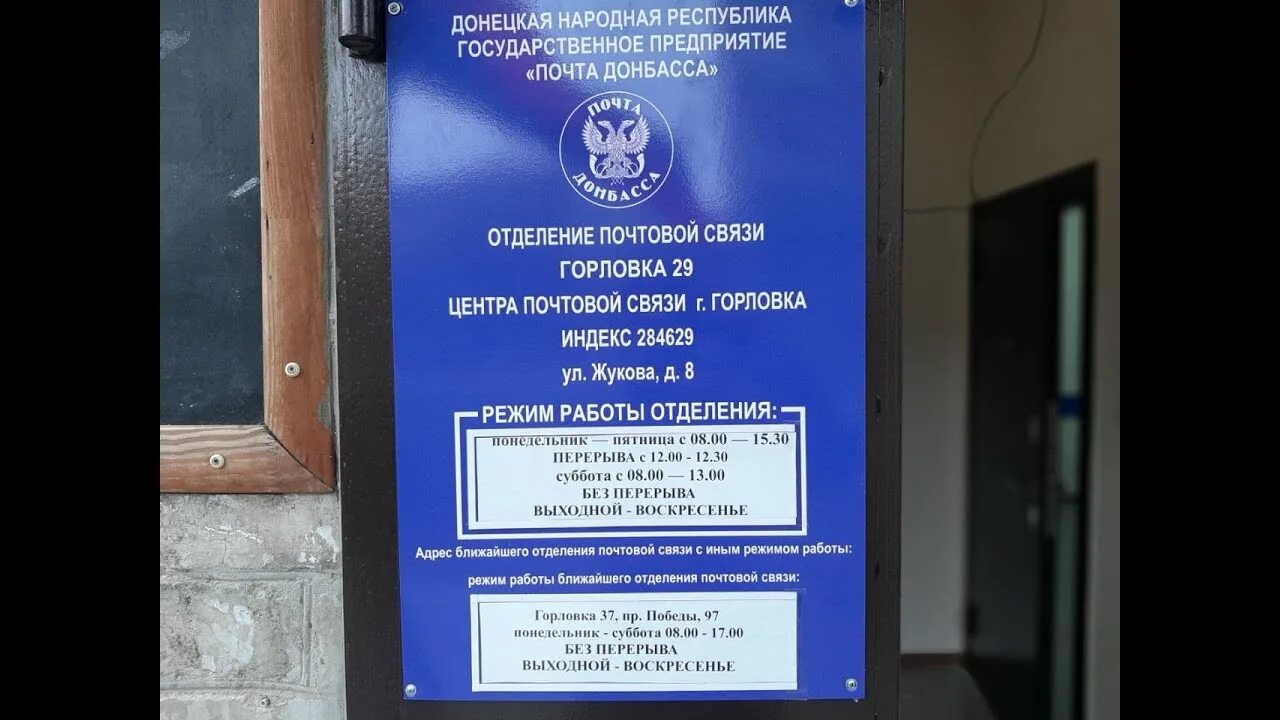 ДОНЕЦКАЯ НАРОДНАЯ РЕСПУБЛИКА
ГОСУДАРСТВЕННОЕ ПРЕДПРИЯТИЕ
«ПОЧТА ДОНБАССА»
ПОЧТА
ДОНБАССА
ОТДЕЛЕНИЕ ПОЧТОВОЙ СВЯЗИ
ГОРЛОВКА 29
ЦЕНТРА ПОЧТОВОЙ СВЯЗИ г. ГОРЛОВКА
ИНДЕКС 284629
ул. Жукова, д. 8
РЕЖИМ РАБОТЫ ОТДЕЛЕНИЯ:
понедельник — пятница с 08.00 — 15.30
ПЕРЕРЫВА с 12.00 - 12.30
суббота с 08.00 — 13.00
БЕЗ ПЕРЕРЫВА
ВЫХОДНОЙ - ВОСКРЕСЕНЬЕ
Адрес ближайшего отделения почтовой связи с иным режимом работы:
режим работы ближайшего отделения почтовой связи:
Горловка 37, пр. Победы, 97
понедельник - суббота 08.00 - 17.00
БЕЗ ПЕРЕРЫВА
ВЫХОДНОЙ - ВОСКРЕСЕНЬЕ